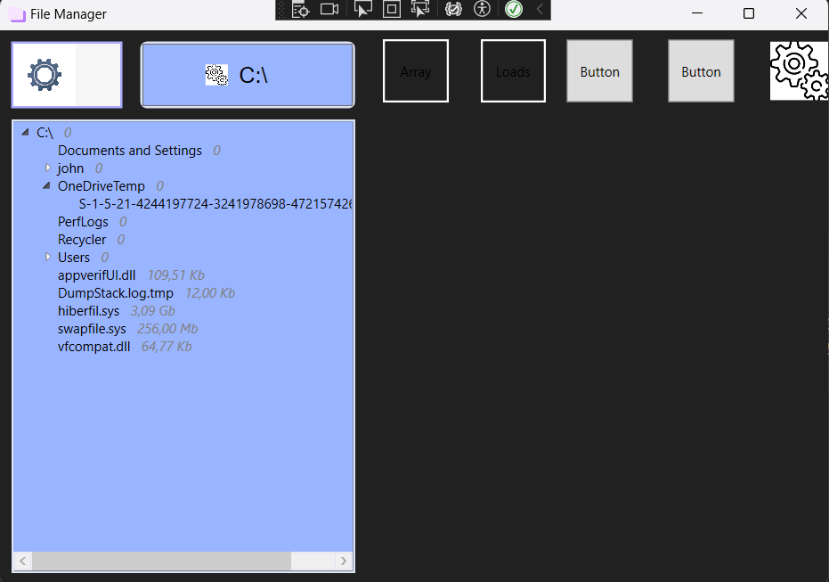 File Manager
C:\
Array
Loads
Button
Button
C:\ 0
Documents and Settings 0
john 0
OneDriveTemp 0
S-1-5-21-4244197724-3241978698-472157426
PerfLogs 0
Recycler 0
Users 0
appverifUI.dll 109,51 Kb
DumpStack.log.tmp 12,00 Kb
hiberfil.sys 3,09 Gb
swapfile.sys 256,00 Mb
vfcompat.dll 64,77 Kb